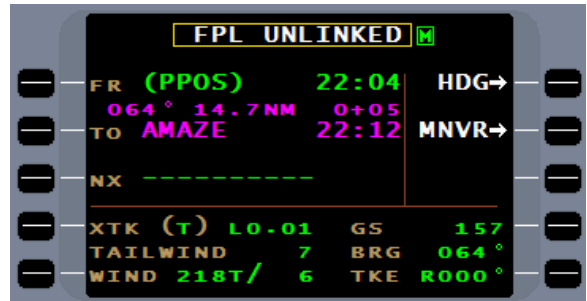 FPL UNLINKED M
FR (PPOS) 22:04 HDG→
064° 14.7NM 0+05
TO AMAZE 22:12 MNVR→
NX ----------
XTK (T) L0.01 GS 157
TAILWIND 7 BRG 064°
WIND 218T/ 6 TKE R000°